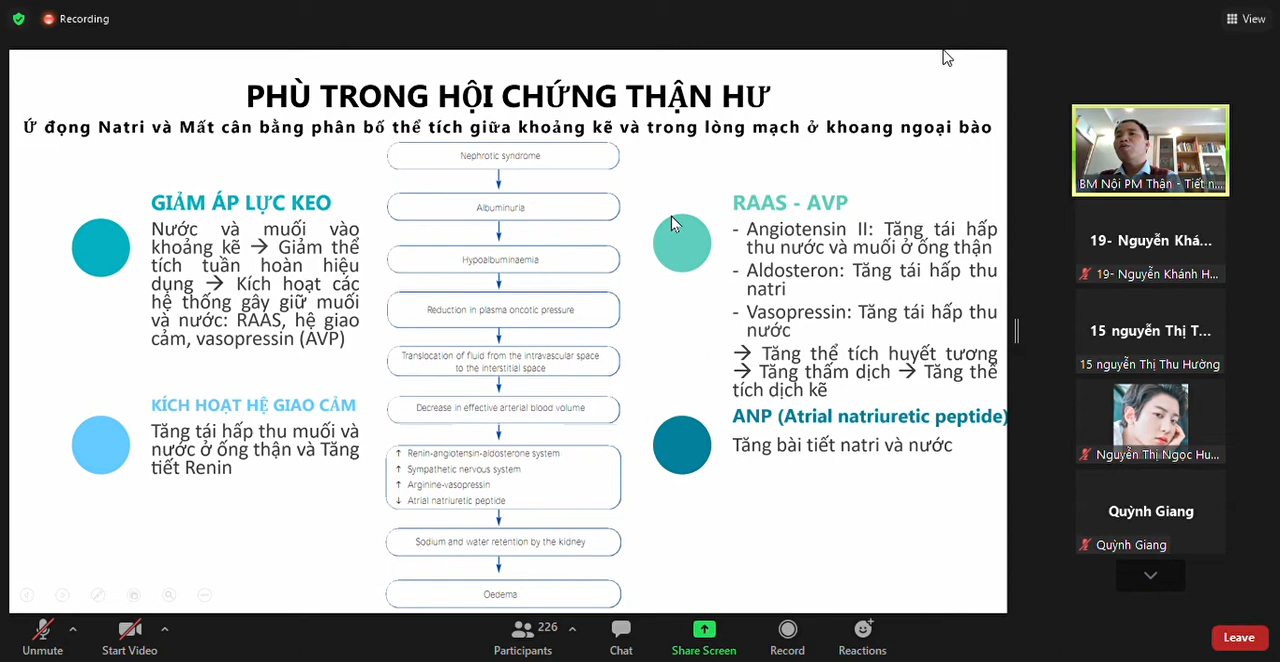 Recording
View
PHÙ TRONG HỘI CHỨNG THẬN HƯ
Ứ đọng Natri và Mất cân bằng phân bố thể tích giữa khoảng kẽ và trong lòng mạch ở khoang ngoại bào
GIẢM ÁP LỰC KEO
Nước và muối vào
khoảng kẽ → Giảm thể
tích tuần hoàn hiệu
dụng → Kích hoạt các
hệ thống gây giữ muối
và nước: RAAS, hệ giao
cảm, vasopressin (AVP)
KÍCH HOẠT HỆ GIAO CẢM
Tăng tái hấp thu muối và
nước ở ống thận và Tăng
tiết Renin
Nephrotic syndrome
Albuminuria
Hypoalbuminaemia
Reduction in plasma oncotic pressure
Translocation of fluid from the intravascular space
to the interstitial space
Decrease in effective arterial blood volume
↑ Renin-angiotensin-aldosterone system
↑ Sympathetic nervous system
↑ Arginine-vasopressin
↓ Atrial natriuretic peptide
Sodium and water retention by the kidney
Oedema
RAAS - AVP
- Angiotensin II: Tăng tái hấp
thu nước và muối ở ống thận
- Aldosteron: Tăng tái hấp thu
natri
- Vasopressin: Tăng tái hấp thu
nước
→ Tăng thể tích huyết tương
→ Tăng thấm dịch → Tăng thể
tích dịch kẽ
ANP (Atrial natriuretic peptide)
Tăng bài tiết natri và nước
BM Nội PM Thận - Tiết n...
19- Nguyễn Khá...
19- Nguyễn Khánh H...
15 nguyễn Thị T...
15 nguyễn Thị Thu Hường
Nguyễn Thị Ngọc Hu...
Quỳnh Giang
Quỳnh Giang
Unmute
Start Video
226
Participants
Chat
Share Screen
Record
Reactions
Leave